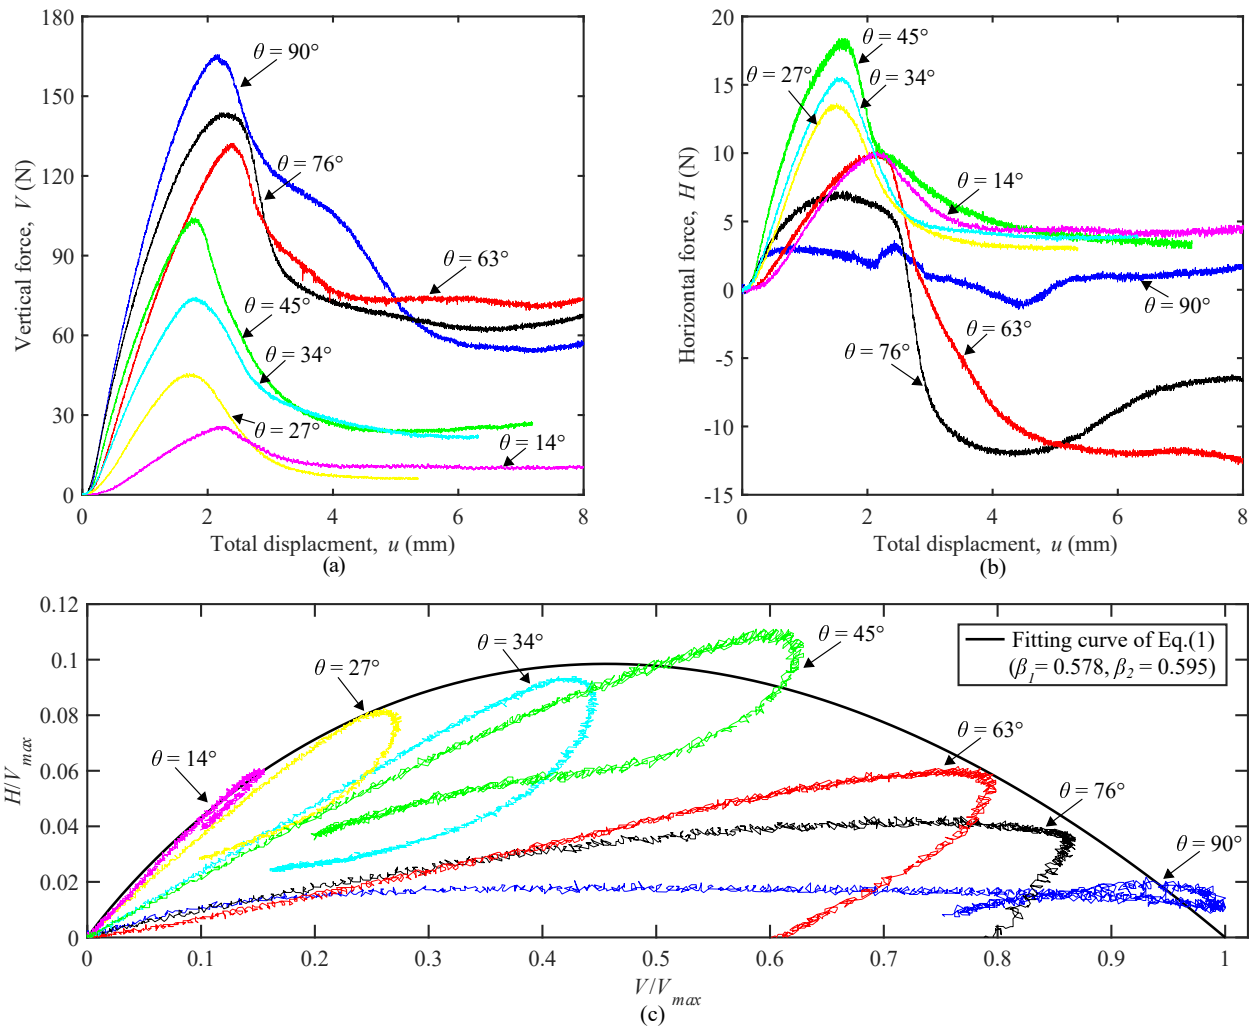 180
150
120
90
60
30
0
Vertical force, V (N)
θ = 90°
θ = 76°
θ = 63°
θ = 45°
θ = 34°
θ = 27°
θ = 14°
0 2 4 6 8
Total displacment, u (mm)
(a)
20
15
10
5
0
-5
-10
-15
Horizontal force, H (N)
θ = 45°
θ = 27°
θ = 34°
θ = 14°
θ = 90°
θ = 63°
θ = 76°
0 2 4 6 8
Total displacment, u (mm)
(b)
0.12
0.1
0.08
0.06
0.04
0.02
0
H/Vmax
θ = 14°
θ = 27°
θ = 34°
θ = 45°
θ = 63°
θ = 76°
θ = 90°
Fitting curve of Eq.(1)
(β1= 0.578, β2 = 0.595)
0 0.1 0.2 0.3 0.4 0.5 0.6 0.7 0.8 0.9 1
V/Vmax
(c)